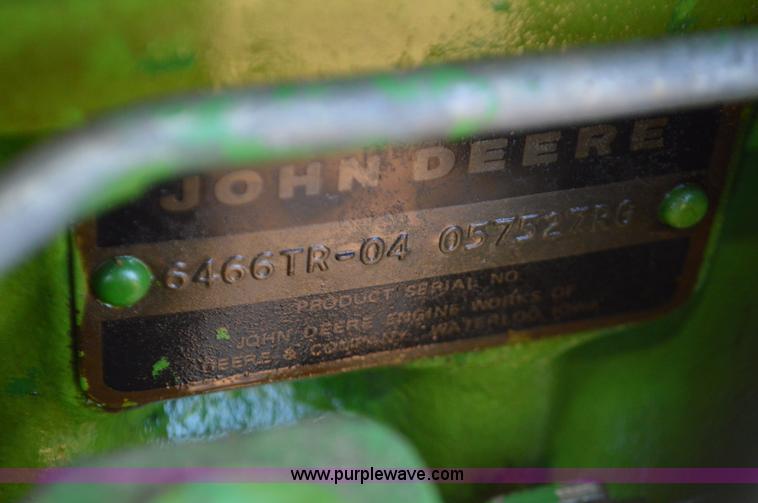 JOHN DEERE
6466TR-04 057527RG
PRODUCT SERIAL NO.
JOHN DEERE ENGINE WORKS OF
DEERE & COMPANY WATERLOO, IOWA
www.purplewave.com